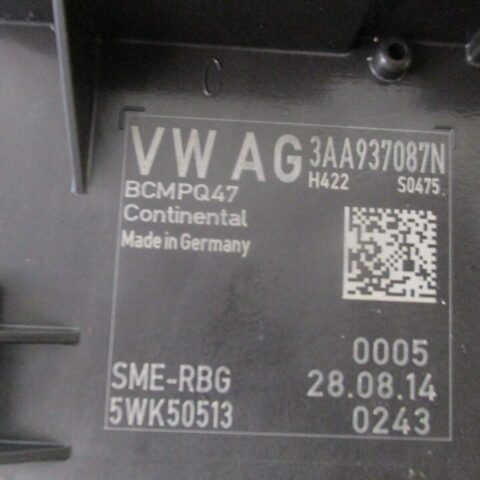 VW AG 3AA937087N
H422 S0475
BCMPQ47
Continental
Made in Germany
0005
SME-RBG 28.08.14
5WK50513 0243